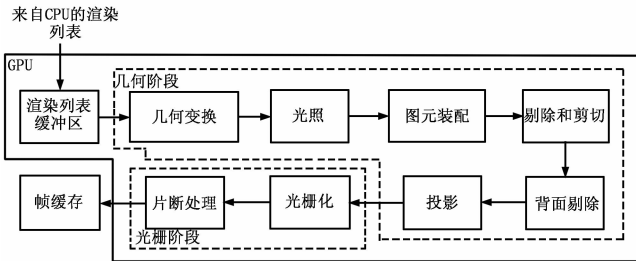 来自CPU的渲染
列表
GPU
几何阶段
渲染列表
缓冲区
几何变换
光照
图元装配
剔除和剪切
帧缓存
片断处理
光栅化
投影
背面剔除
光栅阶段